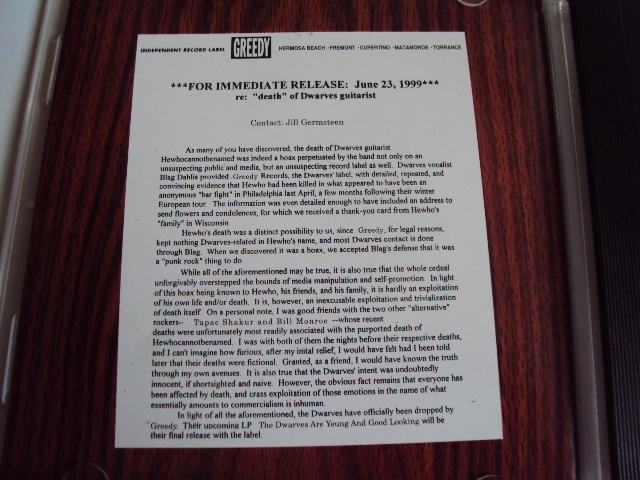 INDEPENDENT RECORD LABEL GREEDY HERMOSA BEACH · FREMONT · CUPERTINO · MATAMOROS · TORRANCE
***FOR IMMEDIATE RELEASE: June 23, 1999***
re: "death" of Dwarves guitarist
Contact: Jill Germsteen
As many of you have discovered, the death of Dwarves guitarist
Hewhocannotbenamed was indeed a hoax perpetuated by the band not only on an
unsuspecting public and media, but an unsuspecting record label as well. Dwarves vocalist
Blag Dahlia provided Greedy Records, the Dwarves' label, with detailed, repeated, and
convincing evidence that Hewho had been killed in what appeared to have been an
anonymous "bar fight" in Philadelphia last April, a few months following their winter
European tour. The information was even detailed enough to have included an address to
send flowers and condolences, for which we received a thank-you card from Hewho's
"family" in Wisconsin.
Hewho's death was a distinct possibility to us, since Greedy, for legal reasons,
kept nothing Dwarves-related in Hewho's name, and most Dwarves contact is done
through Blag. When we discovered it was a hoax, we accepted Blag's defense that it was
a "punk rock" thing to do
While all of the aforementioned may be true, it is also true that the whole ordeal
unforgivably overstepped the bounds of media manipulation and self-promotion. In light
of this hoax being known to Hewho, his friends, and his family, it is hardly an exploitation
of his own life and/or death. It is, however, an inexcusable exploitation and trivialization
of death itself. On a personal note, I was good friends with the two other "alternative"
rockers-- Tupac Shakur and Bill Monroe --whose recent
deaths were unfortunately most readily associated with the purported death of
Hewhocannotbenamed. I was with both of them the nights before their respective deaths,
and I can't imagine how furious, after my inital relief, I would have felt had I been told
later that their deaths were fictional. Granted, as a friend, I would have known the truth
through my own avenues. It is also true that the Dwarves' intent was undoubtedly
innocent, if shortsighted and naive. However, the obvious fact remains that everyone has
been affected by death, and crass exploitation of those emotions in the name of what
essentially amounts to commercialism is inhuman.
In light of all the aforementioned, the Dwarves have officially been dropped by
Greedy. Their upcoming LP The Dwarves Are Young And Good Looking will be
their final release with the label.